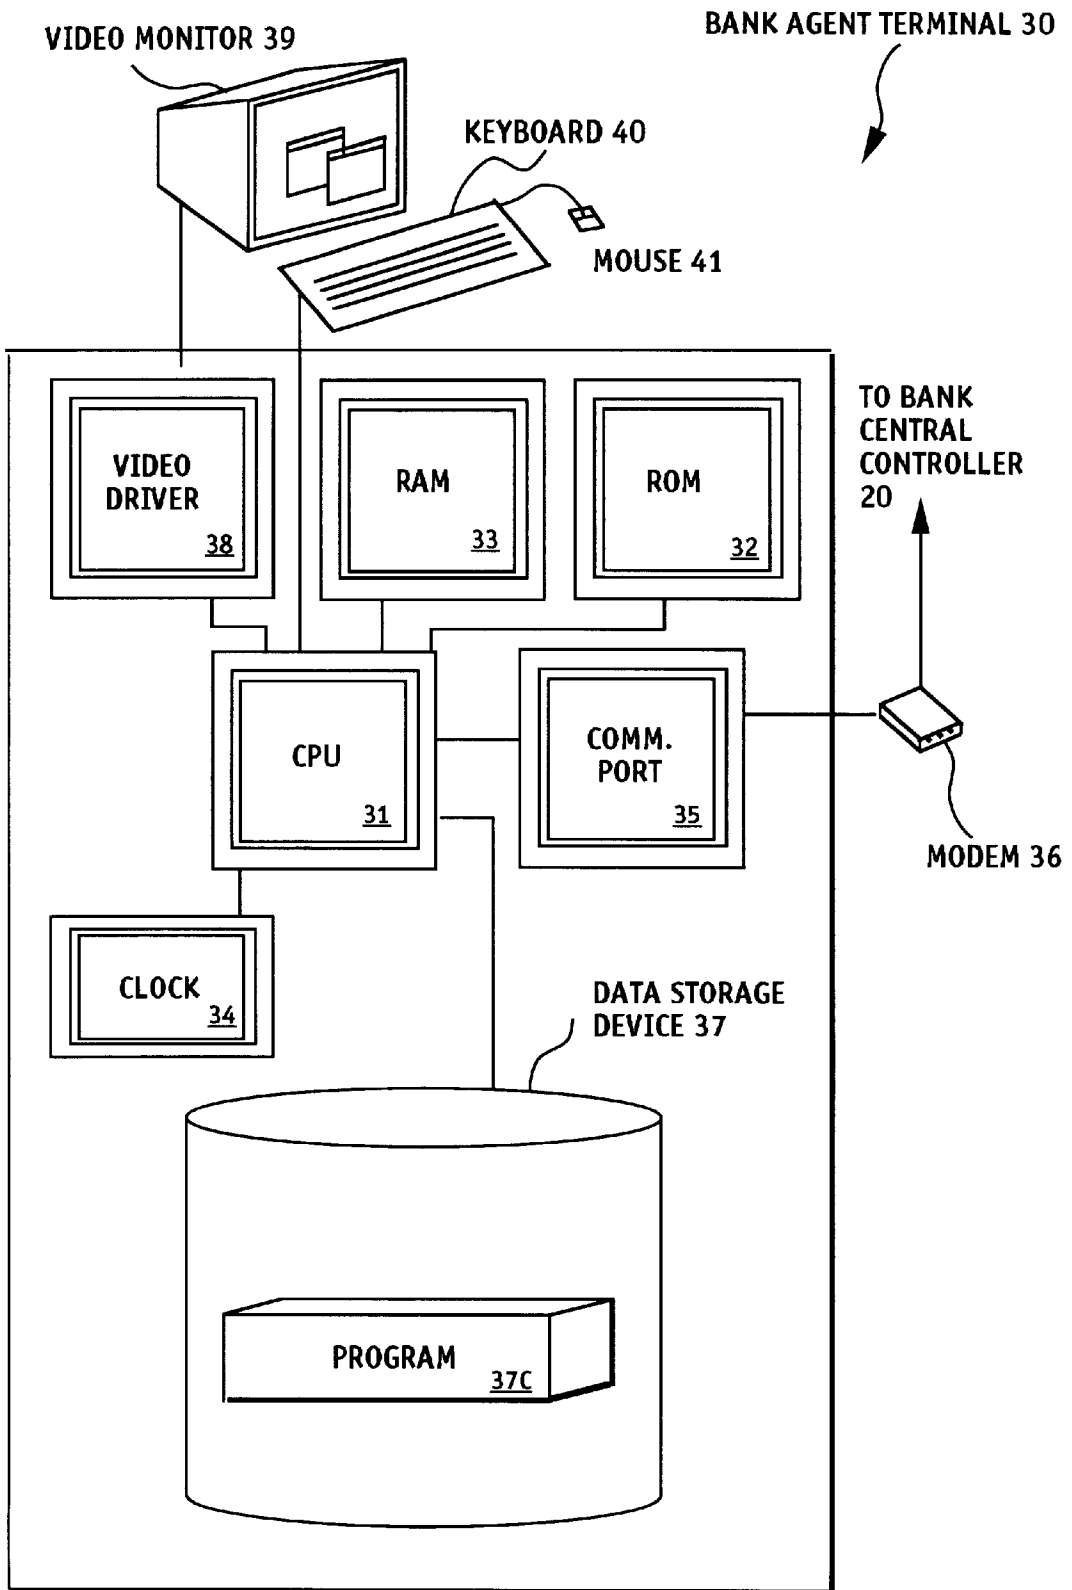 BANK AGENT TERMINAL 30
VIDEO MONITOR 39
KEYBOARD 40
MOUSE 41
VIDEO
DRIVER
38
RAM
33
ROM
32
TO BANK
CENTRAL
CONTROLLER
20
CPU
31
COMM.
PORT
35
MODEM 36
CLOCK
34
DATA STORAGE
DEVICE 37
PROGRAM
37C